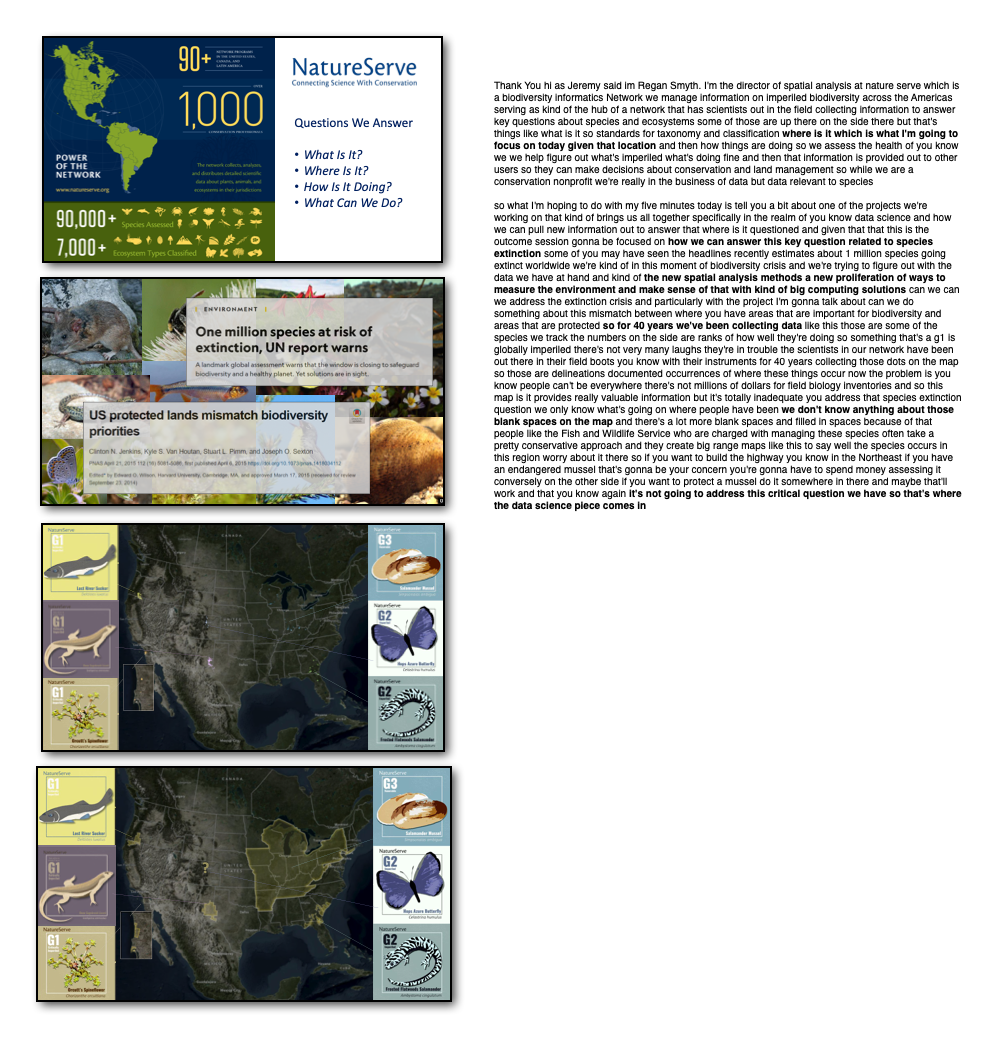 90+
NETWORK PROGRAMS
IN THE UNITED STATES,
CANADA, AND
LATIN AMERICA
OVER
1,000
CONSERVATION PROFESSIONALS
POWER
OF THE
NETWORK
www.natureserve.org
The network collects, analyzes,
and distributes detailed scientific
data about plants, animals, and
ecosystems in their jurisdictions.
90,000+
Species Assessed
7,000+
Ecosystem Types Classified
NatureServe
Connecting Science With Conservation
Questions We Answer
• What Is It?
• Where Is It?
• How Is It Doing?
• What Can We Do?
ENVIRONMENT
One million species at risk of
extinction, UN report warns
A landmark global assessment warns that the window is closing to safeguard
biodiversity and a healthy planet. Yet solutions are in sight.
US protected lands mismatch biodiversity
priorities
Clinton N. Jenkins, Kyle S. Van Houtan, Stuart L. Pimm, and Joseph O. Sexton
PNAS April 21, 2015 112 (16) 5081-5086; first published April 6, 2015
Edited by Edward O. Wilson, Harvard University, Cambridge, MA, and approved March 17, 2015 (received for review
September 23, 2014)
NatureServe
G1
Lost River Sucker
G1
NatureServe
G1
Orcutt's Spineflower
CANADA
UNITED
STATES
NatureServe
G3
Salamander Mussel
NatureServe
G2
Hops Azure Butterfly
Celastrina humulus
NatureServe
G2
Frosted Flatwoods Salamander
Ambystoma cingulatum
NatureServe
G1
Lost River Sucker
G1
NatureServe
G1
Orcutt's Spineflower
CANADA
?
UNITED
STATES
NatureServe
G3
Salamander Mussel
NatureServe
G2
Hops Azure Butterfly
Celastrina humulus
NatureServe
G2
Frosted Flatwoods Salamander
Ambystoma cingulatum
Thank You hi as Jeremy said im Regan Smyth. I'm the director of spatial analysis at nature serve which is
a biodiversity informatics Network we manage information on imperiled biodiversity across the Americas
serving as kind of the hub of a network that has scientists out in the field collecting information to answer
key questions about species and ecosystems some of those are up there on the side there but that's
things like what is it so standards for taxonomy and classification where is it which is what I'm going to
focus on today given that location and then how things are doing so we assess the health of you know
we we help figure out what's imperiled what's doing fine and then that information is provided out to other
users so they can make decisions about conservation and land management so while we are a
conservation nonprofit we're really in the business of data but data relevant to species
so what I'm hoping to do with my five minutes today is tell you a bit about one of the projects we're
working on that kind of brings us all together specifically in the realm of you know data science and how
we can pull new information out to answer that where is it questioned and given that that this is the
outcome session gonna be focused on how we can answer this key question related to species
extinction some of you may have seen the headlines recently estimates about 1 million species going
extinct worldwide we're kind of in this moment of biodiversity crisis and we're trying to figure out with the
data we have at hand and kind of the new spatial analysis methods a new proliferation of ways to
measure the environment and make sense of that with kind of big computing solutions can we can
we address the extinction crisis and particularly with the project I'm gonna talk about can we do
something about this mismatch between where you have areas that are important for biodiversity and
areas that are protected so for 40 years we've been collecting data like this those are some of the
species we track the numbers on the side are ranks of how well they're doing so something's a g1 is
globally imperiled there's not very many laughs they're in trouble the scientists in our network have been
out there in their field boots you know with their instruments for 40 years collecting those dots on the map
so those are delineations documented occurrences of where these things occur now the problem is you
know people can't be everywhere there's not millions of dollars for field biology inventories and so this
map is it provides really valuable information but it's totally inadequate you address that species extinction
question we only know what's going on where people have been we don't know anything about those
blank spaces on the map and there's a lot more blank spaces and filled in spaces because of that
people like the Fish and Wildlife Service who are charged with managing these species often take a
pretty conservative approach and they create big range maps like this to say well the species occurs in
this region worry about it there so if you want to build the highway you know in the Northeast if you have
an endangered mussel that's gonna be your concern you're gonna have to spend money assessing it
conversely on the other side if you want to protect a mussel do it somewhere in there and maybe that'll
work and that you know again it's not going to address this critical question we have so that's where
the data science piece comes in